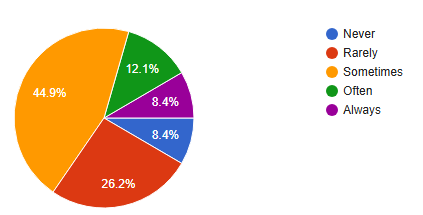 Never
Rarely
Sometimes
Often
Always
12.1%
44.9%
8.4%
8.4%
26.2%